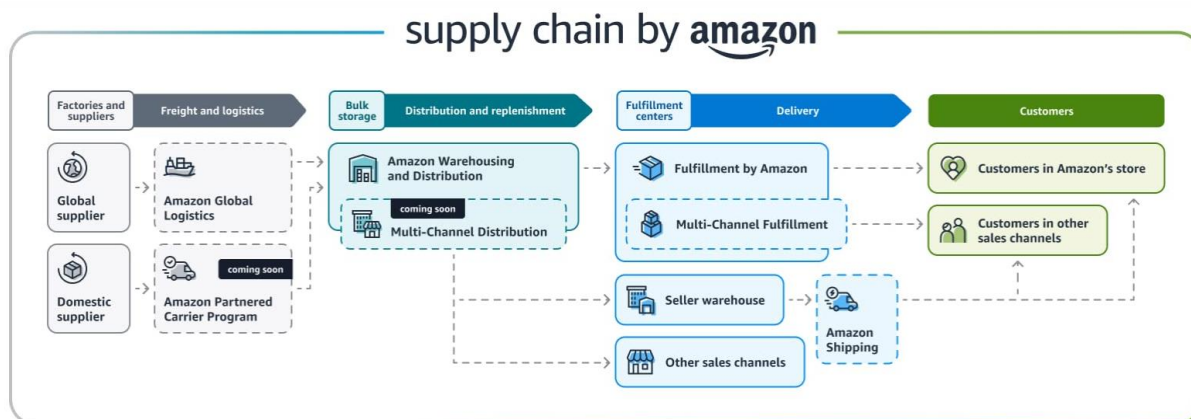 supply chain by amazon
Factories and
suppliers
Freight and logistics
Bulk
storage
Distribution and replenishment
Fulfillment
centers
Delivery
Customers
Global
supplier
Amazon Global
Logistics
Amazon Warehousing
and Distribution
coming soon
Multi-Channel Distribution
Fulfillment by Amazon
Multi-Channel Fulfillment
Customers in Amazon's store
Customers in other
sales channels
Domestic
supplier
coming soon
Amazon Partnered
Carrier Program
Seller warehouse
Amazon
Shipping
Other sales channels